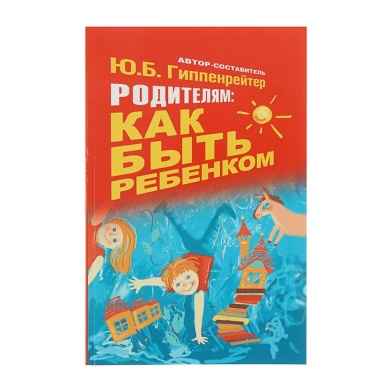 АВТОР-СОСТАВИТЕЛЬ
Ю.Б. Гиппенрейтер
РОДИТЕЛЯМ:
КАК
БЫТЬ
РЕБЕНКОМ